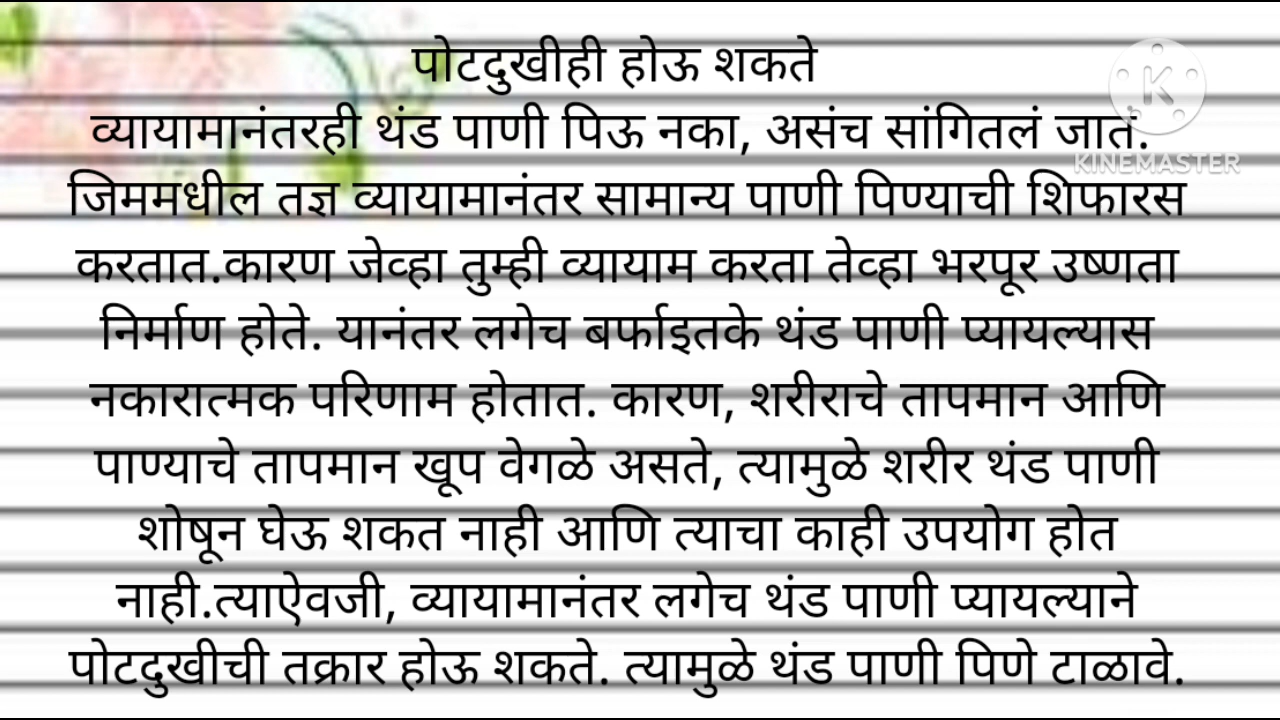 पोटदुखीही होऊ शकते
व्यायामानंतरही थंड पाणी पिऊ नका, असंच सांगितलं जातं.
जिममधील तज्ञ व्यायामानंतर सामान्य पाणी पिण्याची शिफारस
करतात.कारण जेव्हा तुम्ही व्यायाम करता तेव्हा भरपूर उष्णता
निर्माण होते. यानंतर लगेच बर्फाइतके थंड पाणी प्यायल्यास
नकारात्मक परिणाम होतात. कारण, शरीराचे तापमान आणि
पाण्याचे तापमान खूप वेगळे असते, त्यामुळे शरीर थंड पाणी
शोषून घेऊ शकत नाही आणि त्याचा काही उपयोग होत
नाही.त्याऐवजी, व्यायामानंतर लगेच थंड पाणी प्यायल्याने
पोटदुखीची तक्रार होऊ शकते. त्यामुळे थंड पाणी पिणे टाळावे.
K
KINEMASTER